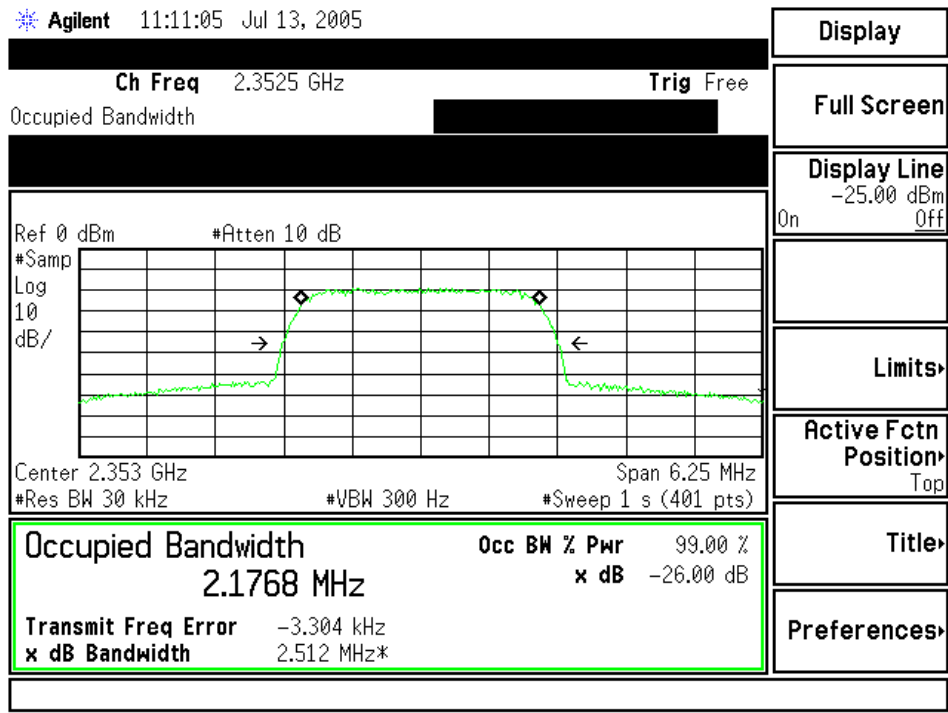 Agilent 11:11:05 Jul 13, 2005
Display
Ch Freq 2.3525 GHz Trig Free
Occupied Bandwidth
Full Screen
Display Line
-25.00 dBm
On Off
Ref 0 dBm #Atten 10 dB
#Samp
Log
10
dB/
Limits
Active Fctn
Position
Top
Center 2.353 GHz Span 6.25 MHz
#Res BW 30 kHz #VBW 300 Hz #Sweep 1 s (401 pts)
Occupied Bandwidth Occ BW % Pwr 99.00 %
2.1768 MHz x dB -26.00 dB
Title
Transmit Freq Error -3.304 kHz
x dB Bandwidth 2.512 MHz*
Preferences